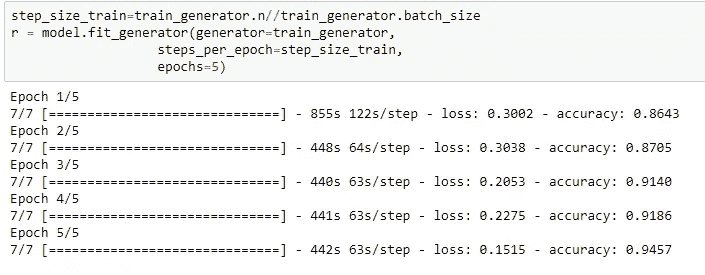 step_size_train=train_generator.n//train_generator.batch_size
r = model.fit_generator(generator=train_generator,
                   steps_per_epoch=step_size_train,
                   epochs=5)
Epoch 1/5
7/7 [==============================] - 855s 122s/step - loss: 0.3002 - accuracy: 0.8643
Epoch 2/5
7/7 [==============================] - 448s 64s/step - loss: 0.3038 - accuracy: 0.8705
Epoch 3/5
7/7 [==============================] - 440s 63s/step - loss: 0.2053 - accuracy: 0.9140
Epoch 4/5
7/7 [==============================] - 441s 63s/step - loss: 0.2275 - accuracy: 0.9186
Epoch 5/5
7/7 [==============================] - 442s 63s/step - loss: 0.1515 - accuracy: 0.9457